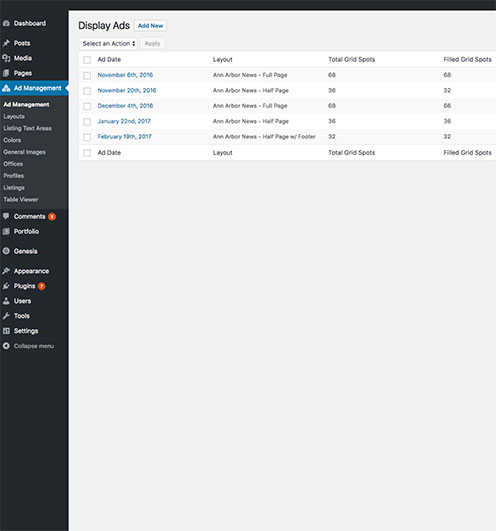 Dashboard
Posts
Media
Pages
Ad Management
Ad Management
Layouts
Listing Text Areas
Colors
General Images
Offices
Profiles
Listings
Table Viewer
Comments 3
Portfolio
Genesis
Appearance
Plugins 7
Users
Tools
Settings
Collapse menu
Display Ads Add New
Select an Action Apply
Ad Date Layout Total Grid Spots Filled Grid Spots
November 6th, 2016 Ann Arbor News - Full Page 68 68
November 20th, 2016 Ann Arbor News - Half Page 36 32
December 4th, 2016 Ann Arbor News - Full Page 68 66
January 22nd, 2017 Ann Arbor News - Half Page 36 36
February 19th, 2017 Ann Arbor News - Half Page w/ Footer 32 32
Ad Date Layout Total Grid Spots Filled Grid Spots